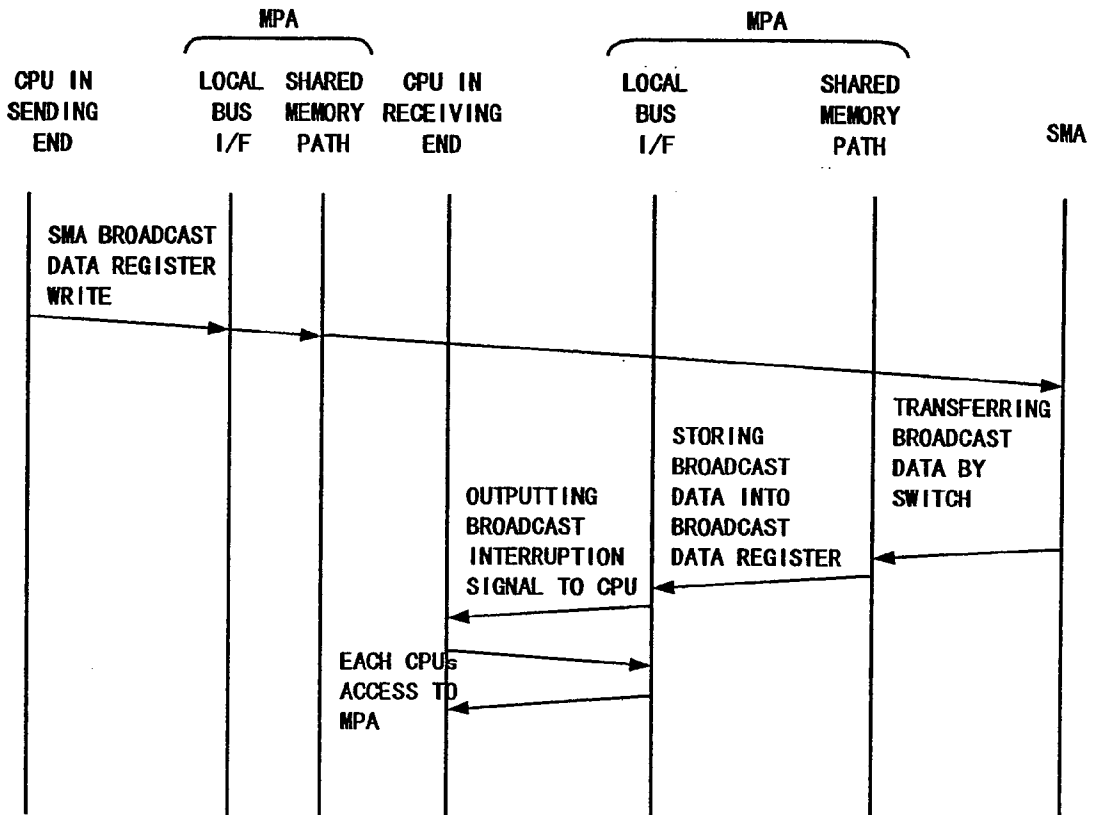 MPA
MPA
CPU IN
SENDING
END
LOCAL
BUS
I/F
SHARED
MEMORY
PATH
CPU IN
RECEIVING
END
LOCAL
BUS
I/F
SHARED
MEMORY
PATH
SMA
SMA BROADCAST
DATA REGISTER
WRITE
TRANSFERRING
BROADCAST
DATA BY
SWITCH
STORING
BROADCAST
DATA INTO
BROADCAST
DATA REGISTER
OUTPUTTING
BROADCAST
INTERRUPTION
SIGNAL TO CPU
EACH CPUs
ACCESS TO
MPA